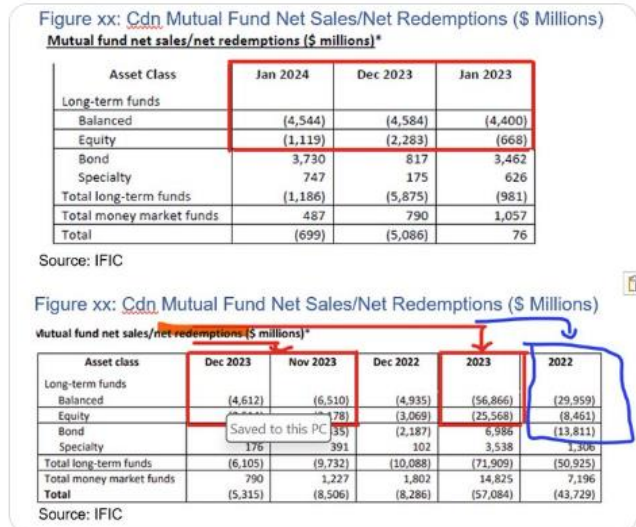 Figure xx: Cdn Mutual Fund Net Sales/Net Redemptions ($ Millions)
Mutual fund net sales/net redemptions ($ millions)*
Asset Class Jan 2024 Dec 2023 Jan 2023
Long-term funds
Balanced (4,544) (4,584) (4,400)
Equity (1,119) (2,283) (668)
Bond 3,730 817 3,462
Specialty 747 175 626
Total long-term funds (1,186) (5,875) (981)
Total money market funds 487 790 1,057
Total (699) (5,086) 76
Source: IFIC
Figure xx: Cdn Mutual Fund Net Sales/Net Redemptions ($ Millions)
Mutual fund net sales/net redemptions ($ millions)*
Asset class Dec 2023 Nov 2023 Dec 2022 2023 2022
Long-term funds
Balanced (4,612) (6,510) (4,935) (56,866) (29,959)
Equity 178) (3,069) (25,568) (8,461)
Saved to this PC
Bond 35) (2,187) 6,986 (13,811)
Specialty 176 391 102 3,538 1,306
Total long-term funds (6,105) (9,732) (10,088) (71,909) (50,925)
Total money market funds 790 1,227 1,802 14,825 7,196
Total (5,315) (8,506) (8,286) (57,084) (43,729)
Source: IFIC